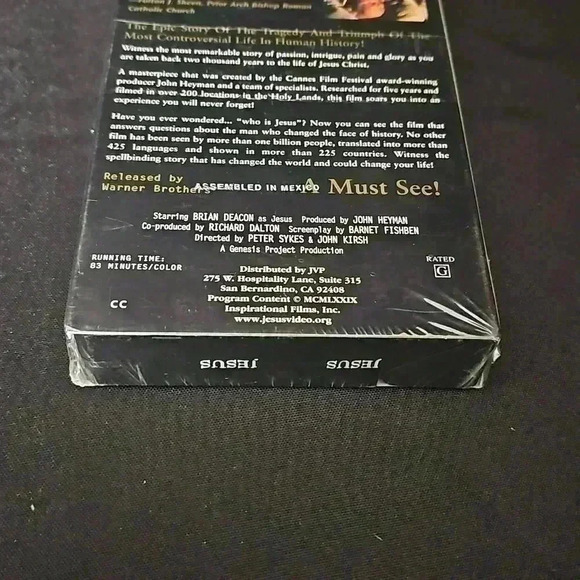 Fulton J. Sheen, Peter Arch Bishop Roman
Catholic Church
The Epic Story Of The Tragedy And Triumph Of The
Most Controversial Life In Human History!
Witness the most remarkable story of passion, intrigue, pain and glory as you
are taken back two thousand years to the life of Jesus Christ.
A masterpiece that was created by the Cannes Film Festival award-winning
producer John Heyman and a team of specialists. Researched for five years and
filmed in over 200 locations in the Holy Lands, this film soars you into an
experience you will never forget!
Have you ever wondered... "who is Jesus"? Now you can see the film that
answers questions about the man who changed the face of history. No other
film has been seen by more than one billion people, translated into more than
425 languages and shown in more than 225 countries. Witness the
spellbinding story that has changed the world and could change your life!
Released by
Warner Brothers
ASSEMBLED IN MEXICO
A Must See!
Starring BRIAN DEACON as Jesus Produced by JOHN HEYMAN
Co-produced by RICHARD DALTON Screenplay by BARNET FISHBEN
Directed by PETER SYKES & JOHN KIRSH
A Genesis Project Production
RUNNING TIME:
83 MINUTES/COLOR
RATED
G
Distributed by JVP
275 W. Hospitality Lane, Suite 315
San Bernardino, CA 92408
Program Content © MCMLXXIX
Inspirational Films, Inc.
www.jesusvideo.org
CC
JESUS JESUS